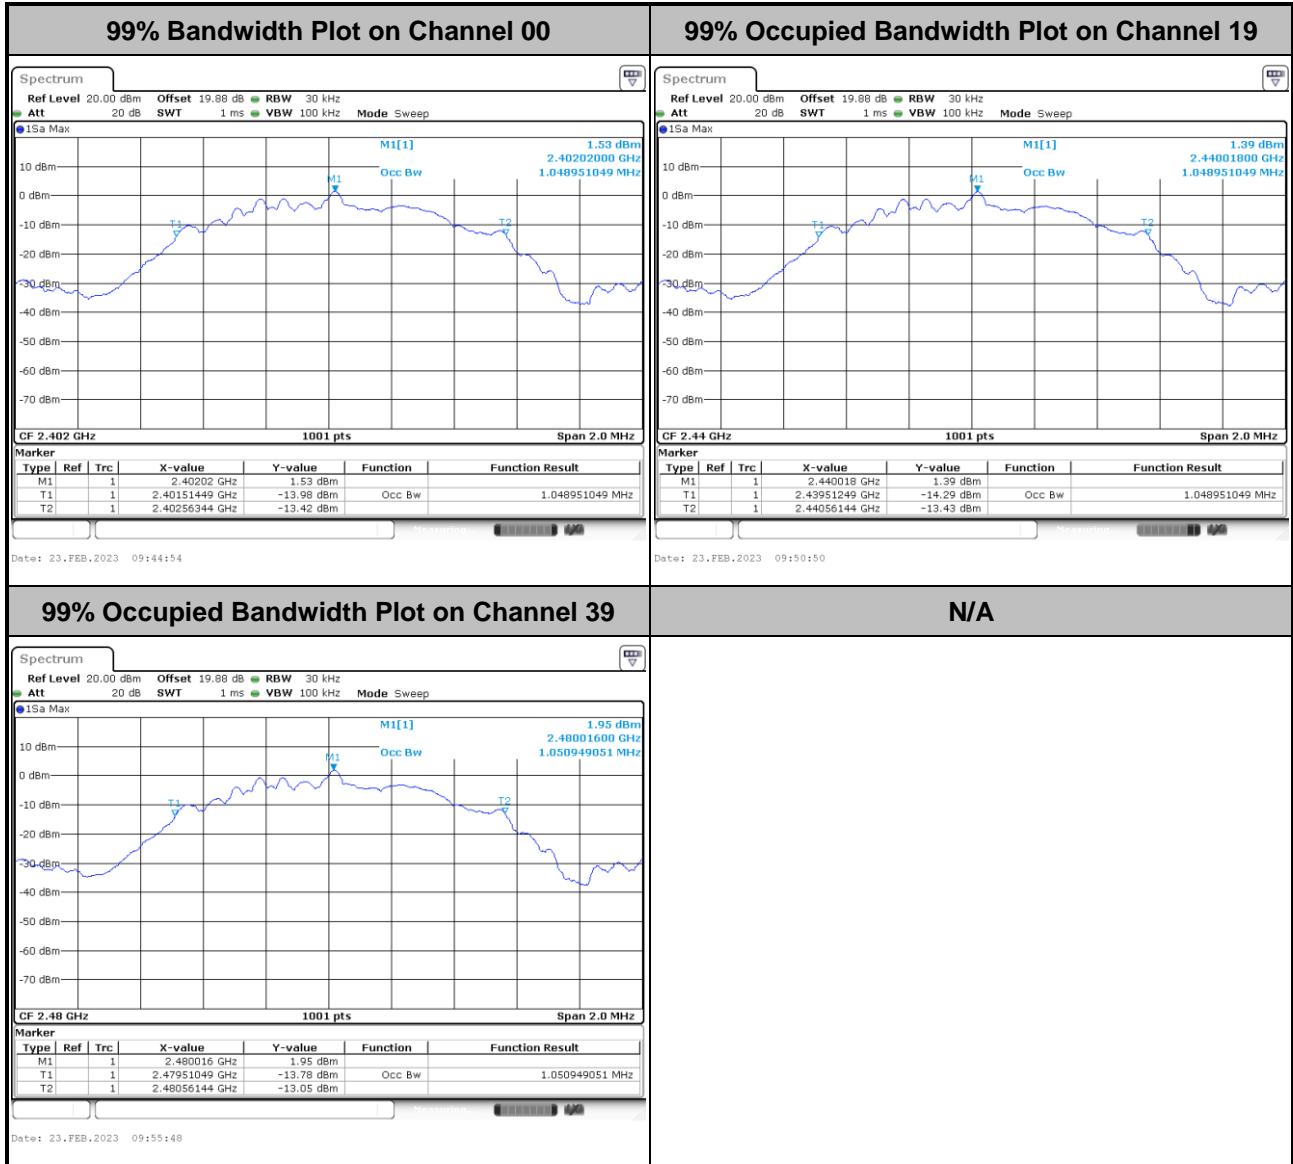 99% Bandwidth Plot on Channel 00
Spectrum
Ref Level 20.00 dBm Offset 19.88 dB RBW 30 kHz
Att 20 dB SWT 1 ms VBW 100 kHz Mode Sweep
1Sa Max
M1[1] 1.53 dBm
2.40202000 GHz
Occ Bw 1.048951049 MHz
M1
T1
T2
10 dBm
0 dBm
-10 dBm
-20 dBm
-30 dBm
-40 dBm
-50 dBm
-60 dBm
-70 dBm
CF 2.402 GHz 1001 pts Span 2.0 MHz
Marker
Type Ref Trc X-value Y-value Function Function Result
M1 1 2.40202 GHz 1.53 dBm
T1 1 2.40151449 GHz -13.98 dBm Occ Bw 1.048951049 MHz
T2 1 2.40256344 GHz -13.42 dBm
Measuring...
Date: 23.FEB.2023 09:44:54
99% Occupied Bandwidth Plot on Channel 19
Spectrum
Ref Level 20.00 dBm Offset 19.88 dB RBW 30 kHz
Att 20 dB SWT 1 ms VBW 100 kHz Mode Sweep
1Sa Max
M1[1] 1.39 dBm
2.44001800 GHz
Occ Bw 1.048951049 MHz
M1
T1
T2
10 dBm
0 dBm
-10 dBm
-20 dBm
-30 dBm
-40 dBm
-50 dBm
-60 dBm
-70 dBm
CF 2.44 GHz 1001 pts Span 2.0 MHz
Marker
Type Ref Trc X-value Y-value Function Function Result
M1 1 2.440018 GHz 1.39 dBm
T1 1 2.43951249 GHz -14.29 dBm Occ Bw 1.048951049 MHz
T2 1 2.44056144 GHz -13.43 dBm
Measuring...
Date: 23.FEB.2023 09:50:50
99% Occupied Bandwidth Plot on Channel 39
Spectrum
Ref Level 20.00 dBm Offset 19.88 dB RBW 30 kHz
Att 20 dB SWT 1 ms VBW 100 kHz Mode Sweep
1Sa Max
M1[1] 1.95 dBm
2.48001600 GHz
Occ Bw 1.050949051 MHz
M1
T1
T2
10 dBm
0 dBm
-10 dBm
-20 dBm
-30 dBm
-40 dBm
-50 dBm
-60 dBm
-70 dBm
CF 2.48 GHz 1001 pts Span 2.0 MHz
Marker
Type Ref Trc X-value Y-value Function Function Result
M1 1 2.480016 GHz 1.95 dBm
T1 1 2.47951049 GHz -13.78 dBm Occ Bw 1.050949051 MHz
T2 1 2.48056144 GHz -13.05 dBm
Measuring...
Date: 23.FEB.2023 09:55:48
N/A